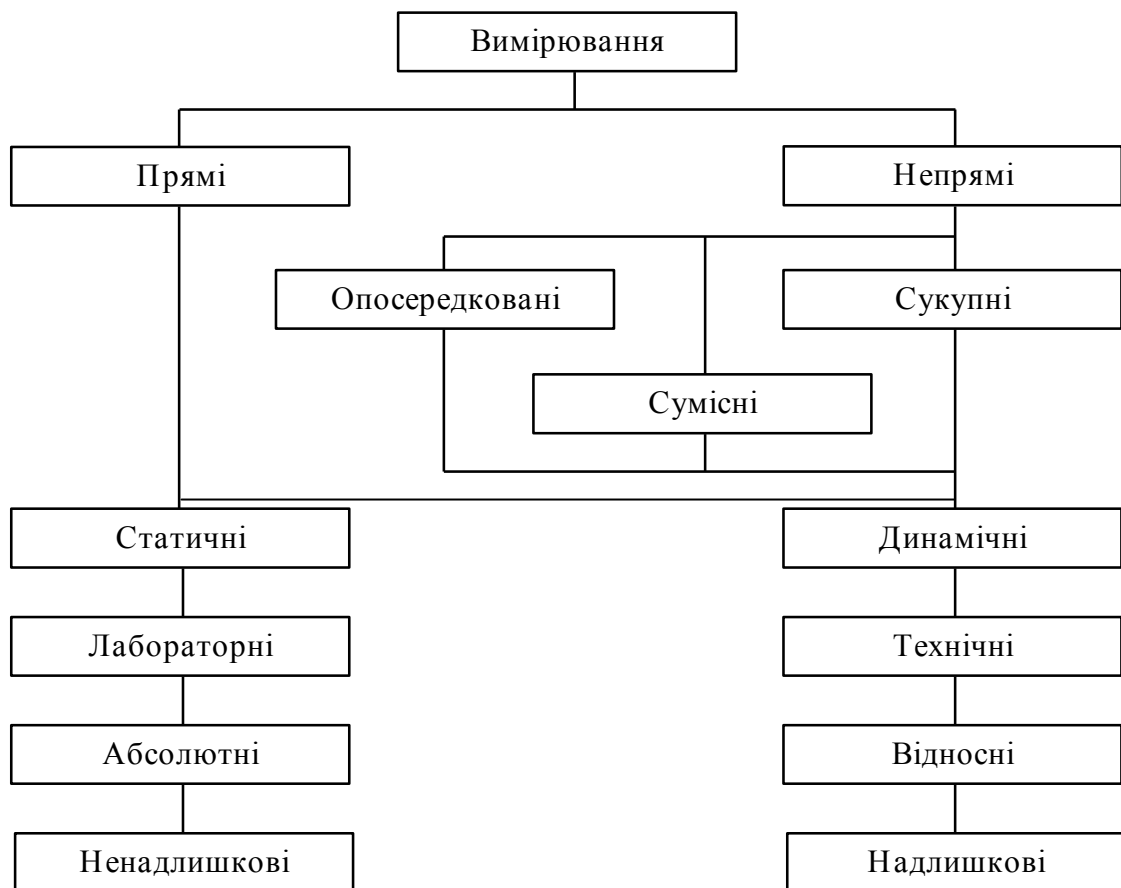 Вимірювання
Прямі
Непрямі
Опосередковані
Сукупні
Сумісні
Статичні
Динамічні
Лабораторні
Технічні
Абсолютні
Відносні
Ненадлишкові
Надлишкові